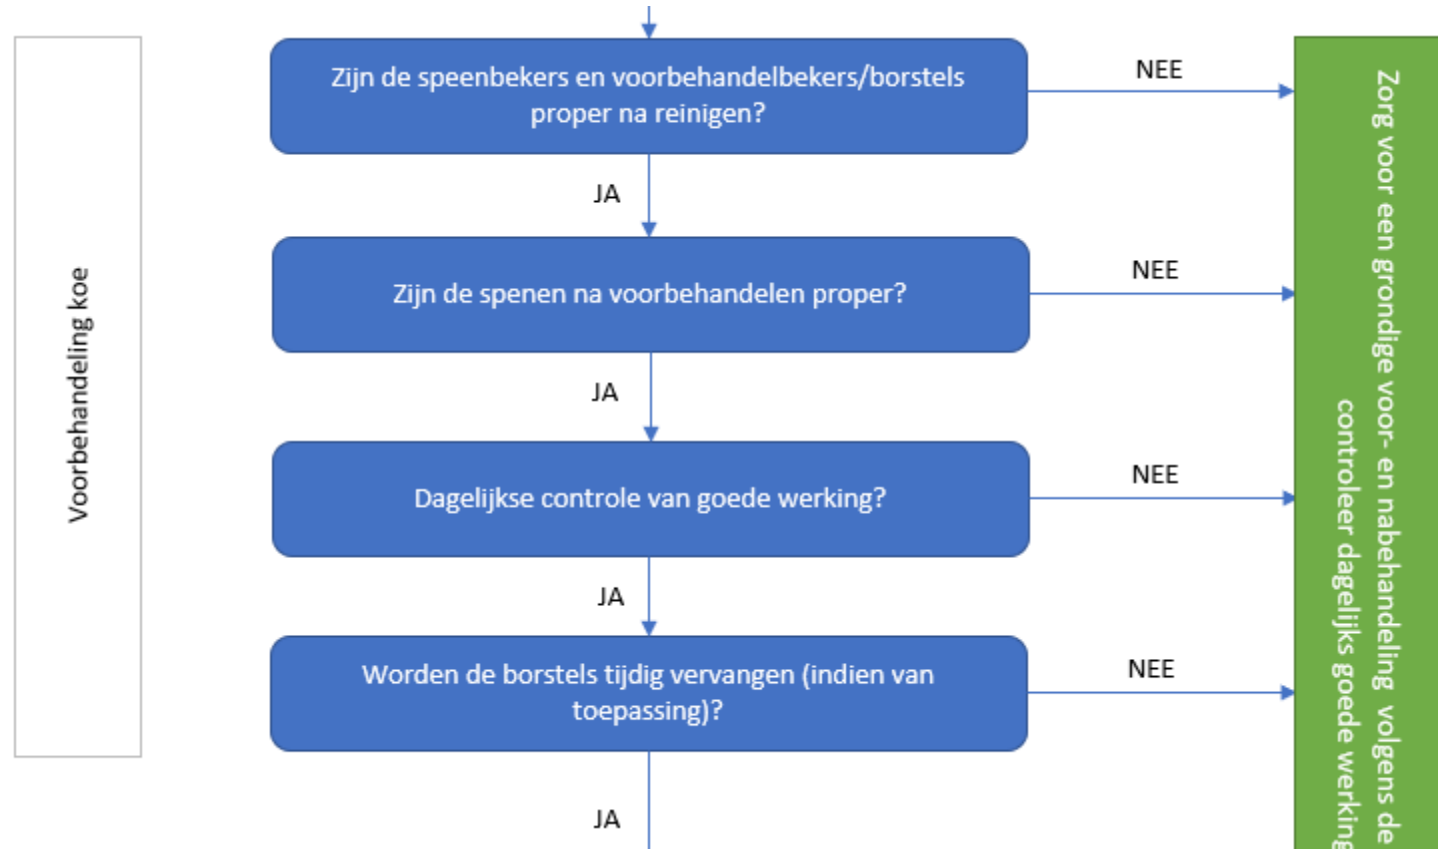 Voorbehandeling koe
Zijn de speenbekers en voorbehandelbekers/borstels
proper na reinigen?
NEE
JA
Zijn de spenen na voorbehandelen proper?
NEE
JA
Dagelijkse controle van goede werking?
NEE
JA
Worden de borstels tijdig vervangen (indien van
toepassing)?
NEE
JA
Zorg voor een grondige voor- en nabehandeling volgens de
controleer dagelijks goede werking